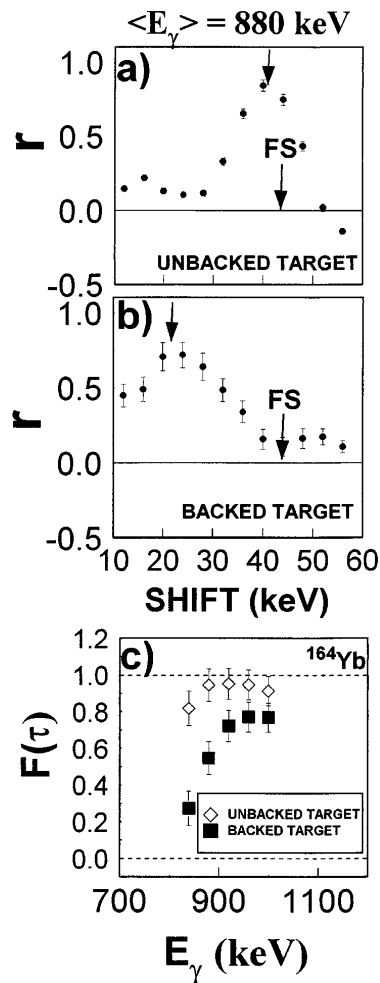 <Eγ> = 880 keV
a)
1.0
0.5
0.0
-0.5
r
FS
UNBACKED TARGET
b)
1.0
0.5
0.0
-0.5
r
FS
BACKED TARGET
10 20 30 40 50 60
SHIFT (keV)
c)
164Yb
1.2
1.0
0.8
0.6
0.4
0.2
0.0
F(τ)
UNBACKED TARGET
BACKED TARGET
700 900 1100
Eγ (keV)